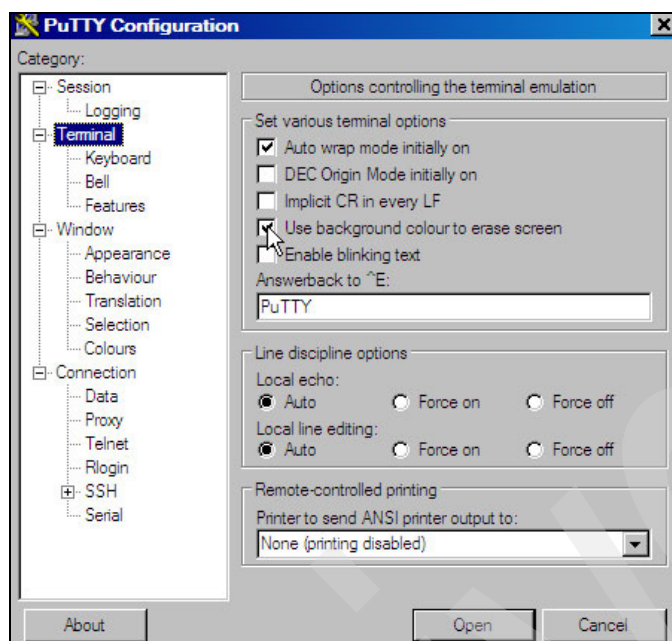 PuTTY Configuration
Category:
Session
Logging
Terminal
Keyboard
Bell
Features
Window
Appearance
Behaviour
Translation
Selection
Colours
Connection
Data
Proxy
Telnet
Rlogin
SSH
Serial
Options controlling the terminal emulation
Set various terminal options
Auto wrap mode initially on
DEC Origin Mode initially on
Implicit CR in every LF
Use background colour to erase screen
Enable blinking text
Answerback to ^E:
PuTTY
Line discipline options
Local echo:
Auto Force on Force off
Local line editing:
Auto Force on Force off
Remote-controlled printing
Printer to send ANSI printer output to:
None (printing disabled)
About Open Cancel